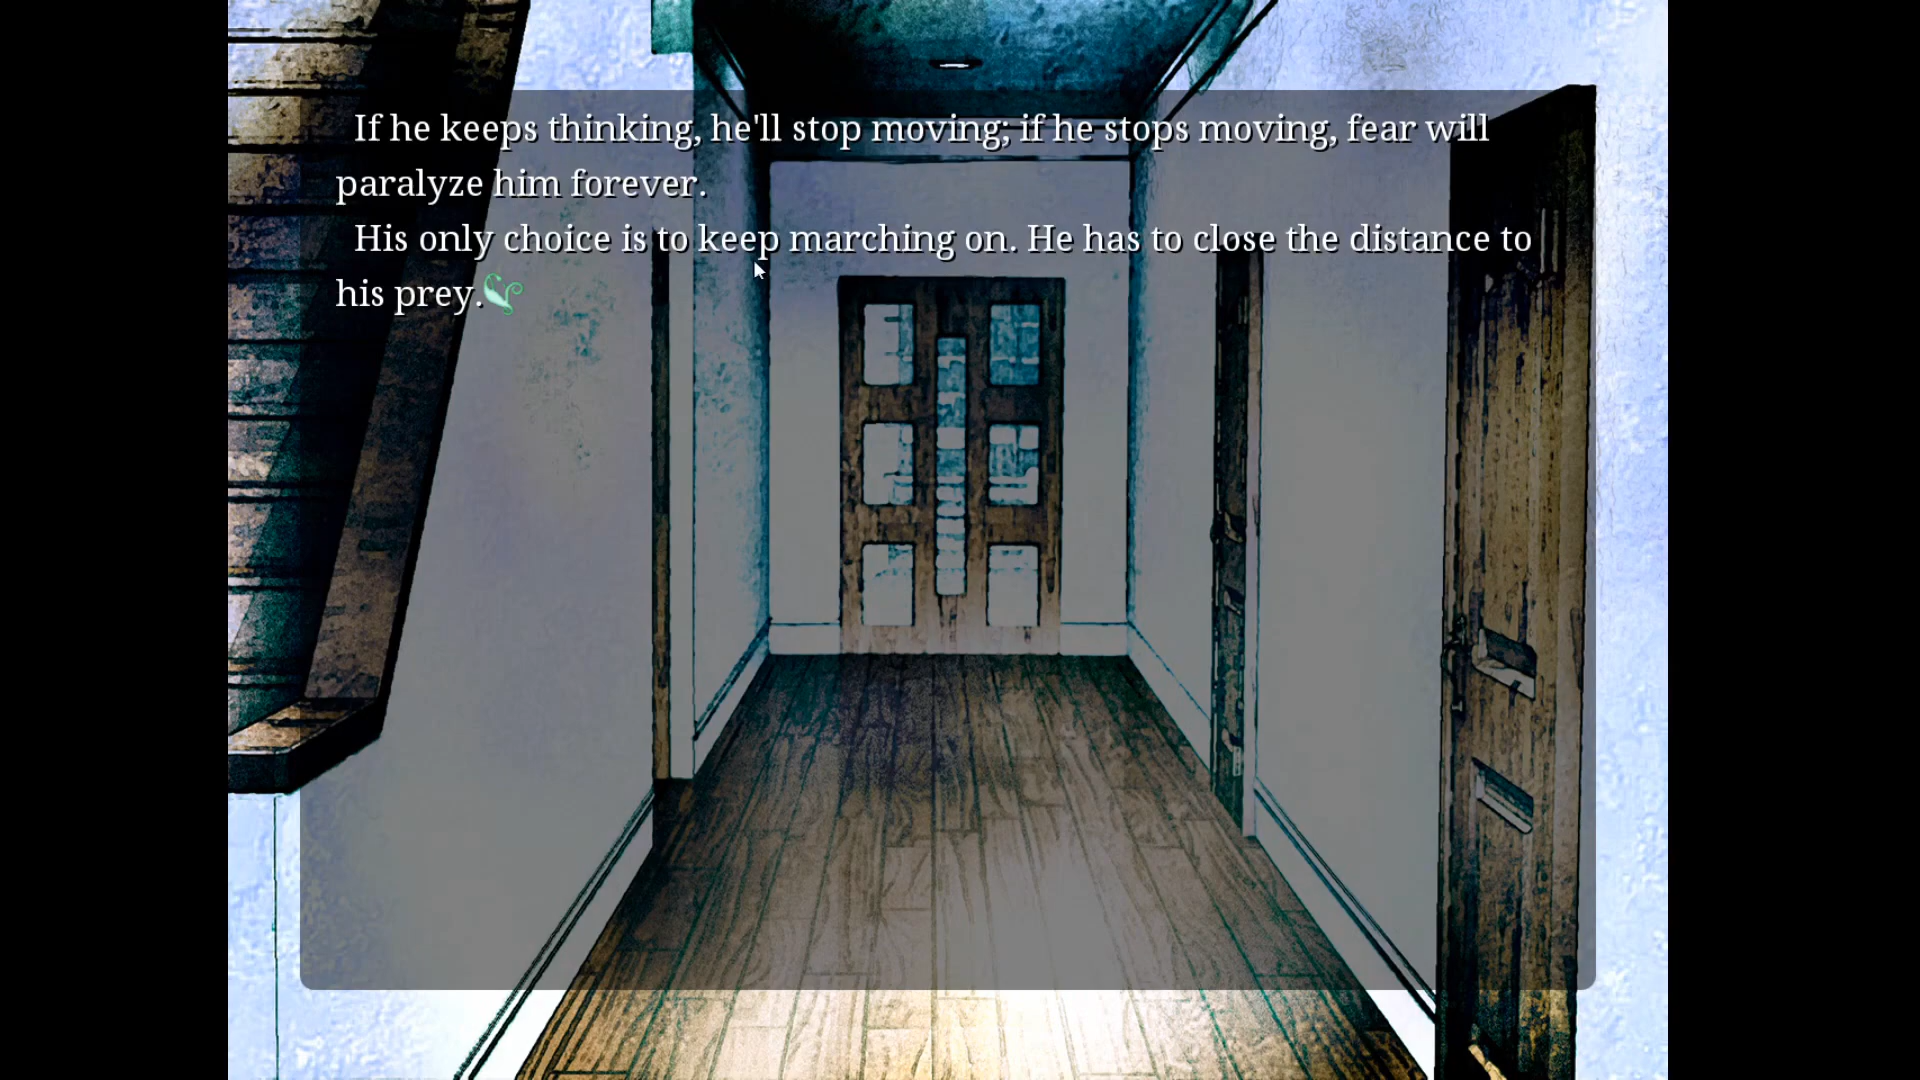 If he keeps thinking, he'll stop moving; if he stops moving, fear will
paralyze him forever.
His only choice is to keep marching on. He has to close the distance to
his prey.